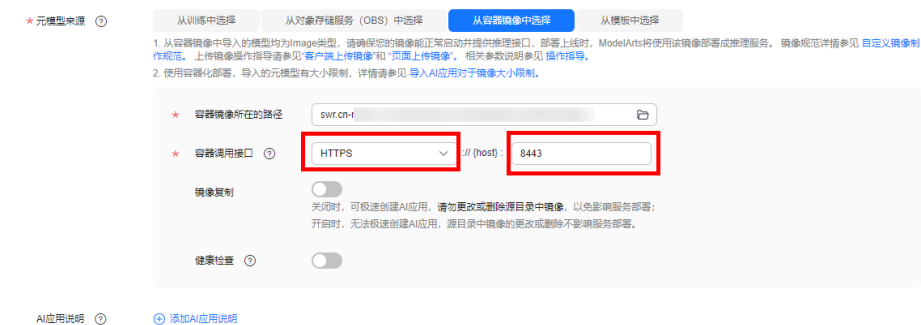 * 元模型来源 ? 从训练中选择 从对象存储服务（OBS）中选择 从容器镜像中选择 从模板中选择
1. 从容器镜像中导入的模型均为Image类型，请确保您的镜像能正常启动并提供推理接口，部署上线时，ModelArts将使用该镜像部署成推理服务。 镜像规范详情参见 自定义镜像制
作规范。 上传镜像操作指导请参见“客户端上传镜像”和 “页面上传镜像”。 相关参数说明参见 操作指导。
2. 使用容器化部署，导入的元模型有大小限制，详情请参见 导入AI应用对于镜像大小限制。
* 容器镜像所在的路径 swr.cn-
* 容器调用接口 ? HTTPS :// {host} : 8443
镜像复制
关闭时，可极速创建AI应用，请勿更改或删除源目录中镜像，以免影响服务部署；
开启时，无法极速创建AI应用，源目录中镜像的更改或删除不影响服务部署。
健康检查 ?
AI应用说明 ? 添加AI应用说明